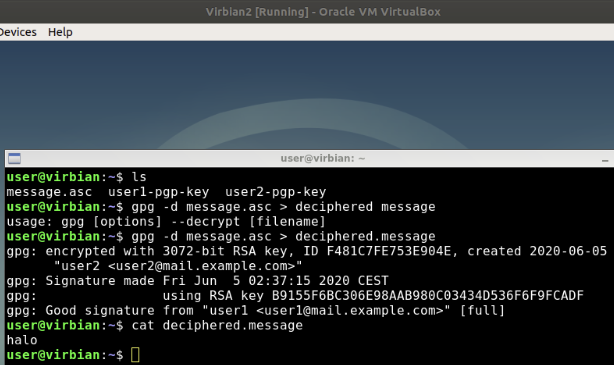 Virbian2 [Running] - Oracle VM VirtualBox
Devices Help
user@virbian: ~
user@virbian:~$ ls
message.asc  user1-pgp-key  user2-pgp-key
user@virbian:~$ gpg -d message.asc > deciphered message
usage: gpg [options] --decrypt [filename]
user@virbian:~$ gpg -d message.asc > deciphered.message
gpg: encrypted with 3072-bit RSA key, ID F481C7FE753E904E, created 2020-06-05
      "user2 <user2@mail.example.com>"
gpg: Signature made Fri Jun  5 02:37:15 2020 CEST
gpg:                using RSA key B9155F6BC306E98AAB980C03434D536F6F9FCADF
gpg: Good signature from "user1 <user1@mail.example.com>" [full]
user@virbian:~$ cat deciphered.message
halo
user@virbian:~$